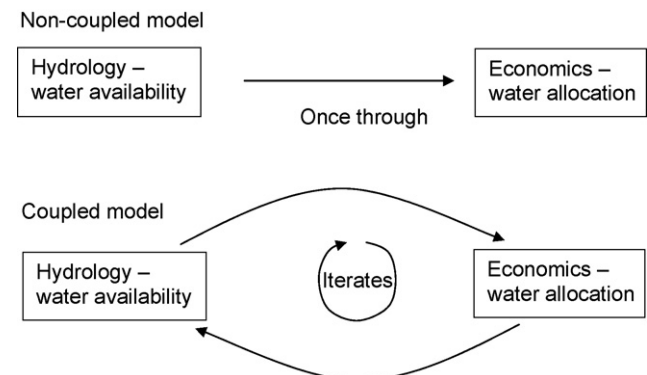 Non-coupled model
Hydrology –
water availability
Economics –
water allocation
Once through
Coupled model
Hydrology –
water availability
Iterates
Economics –
water allocation